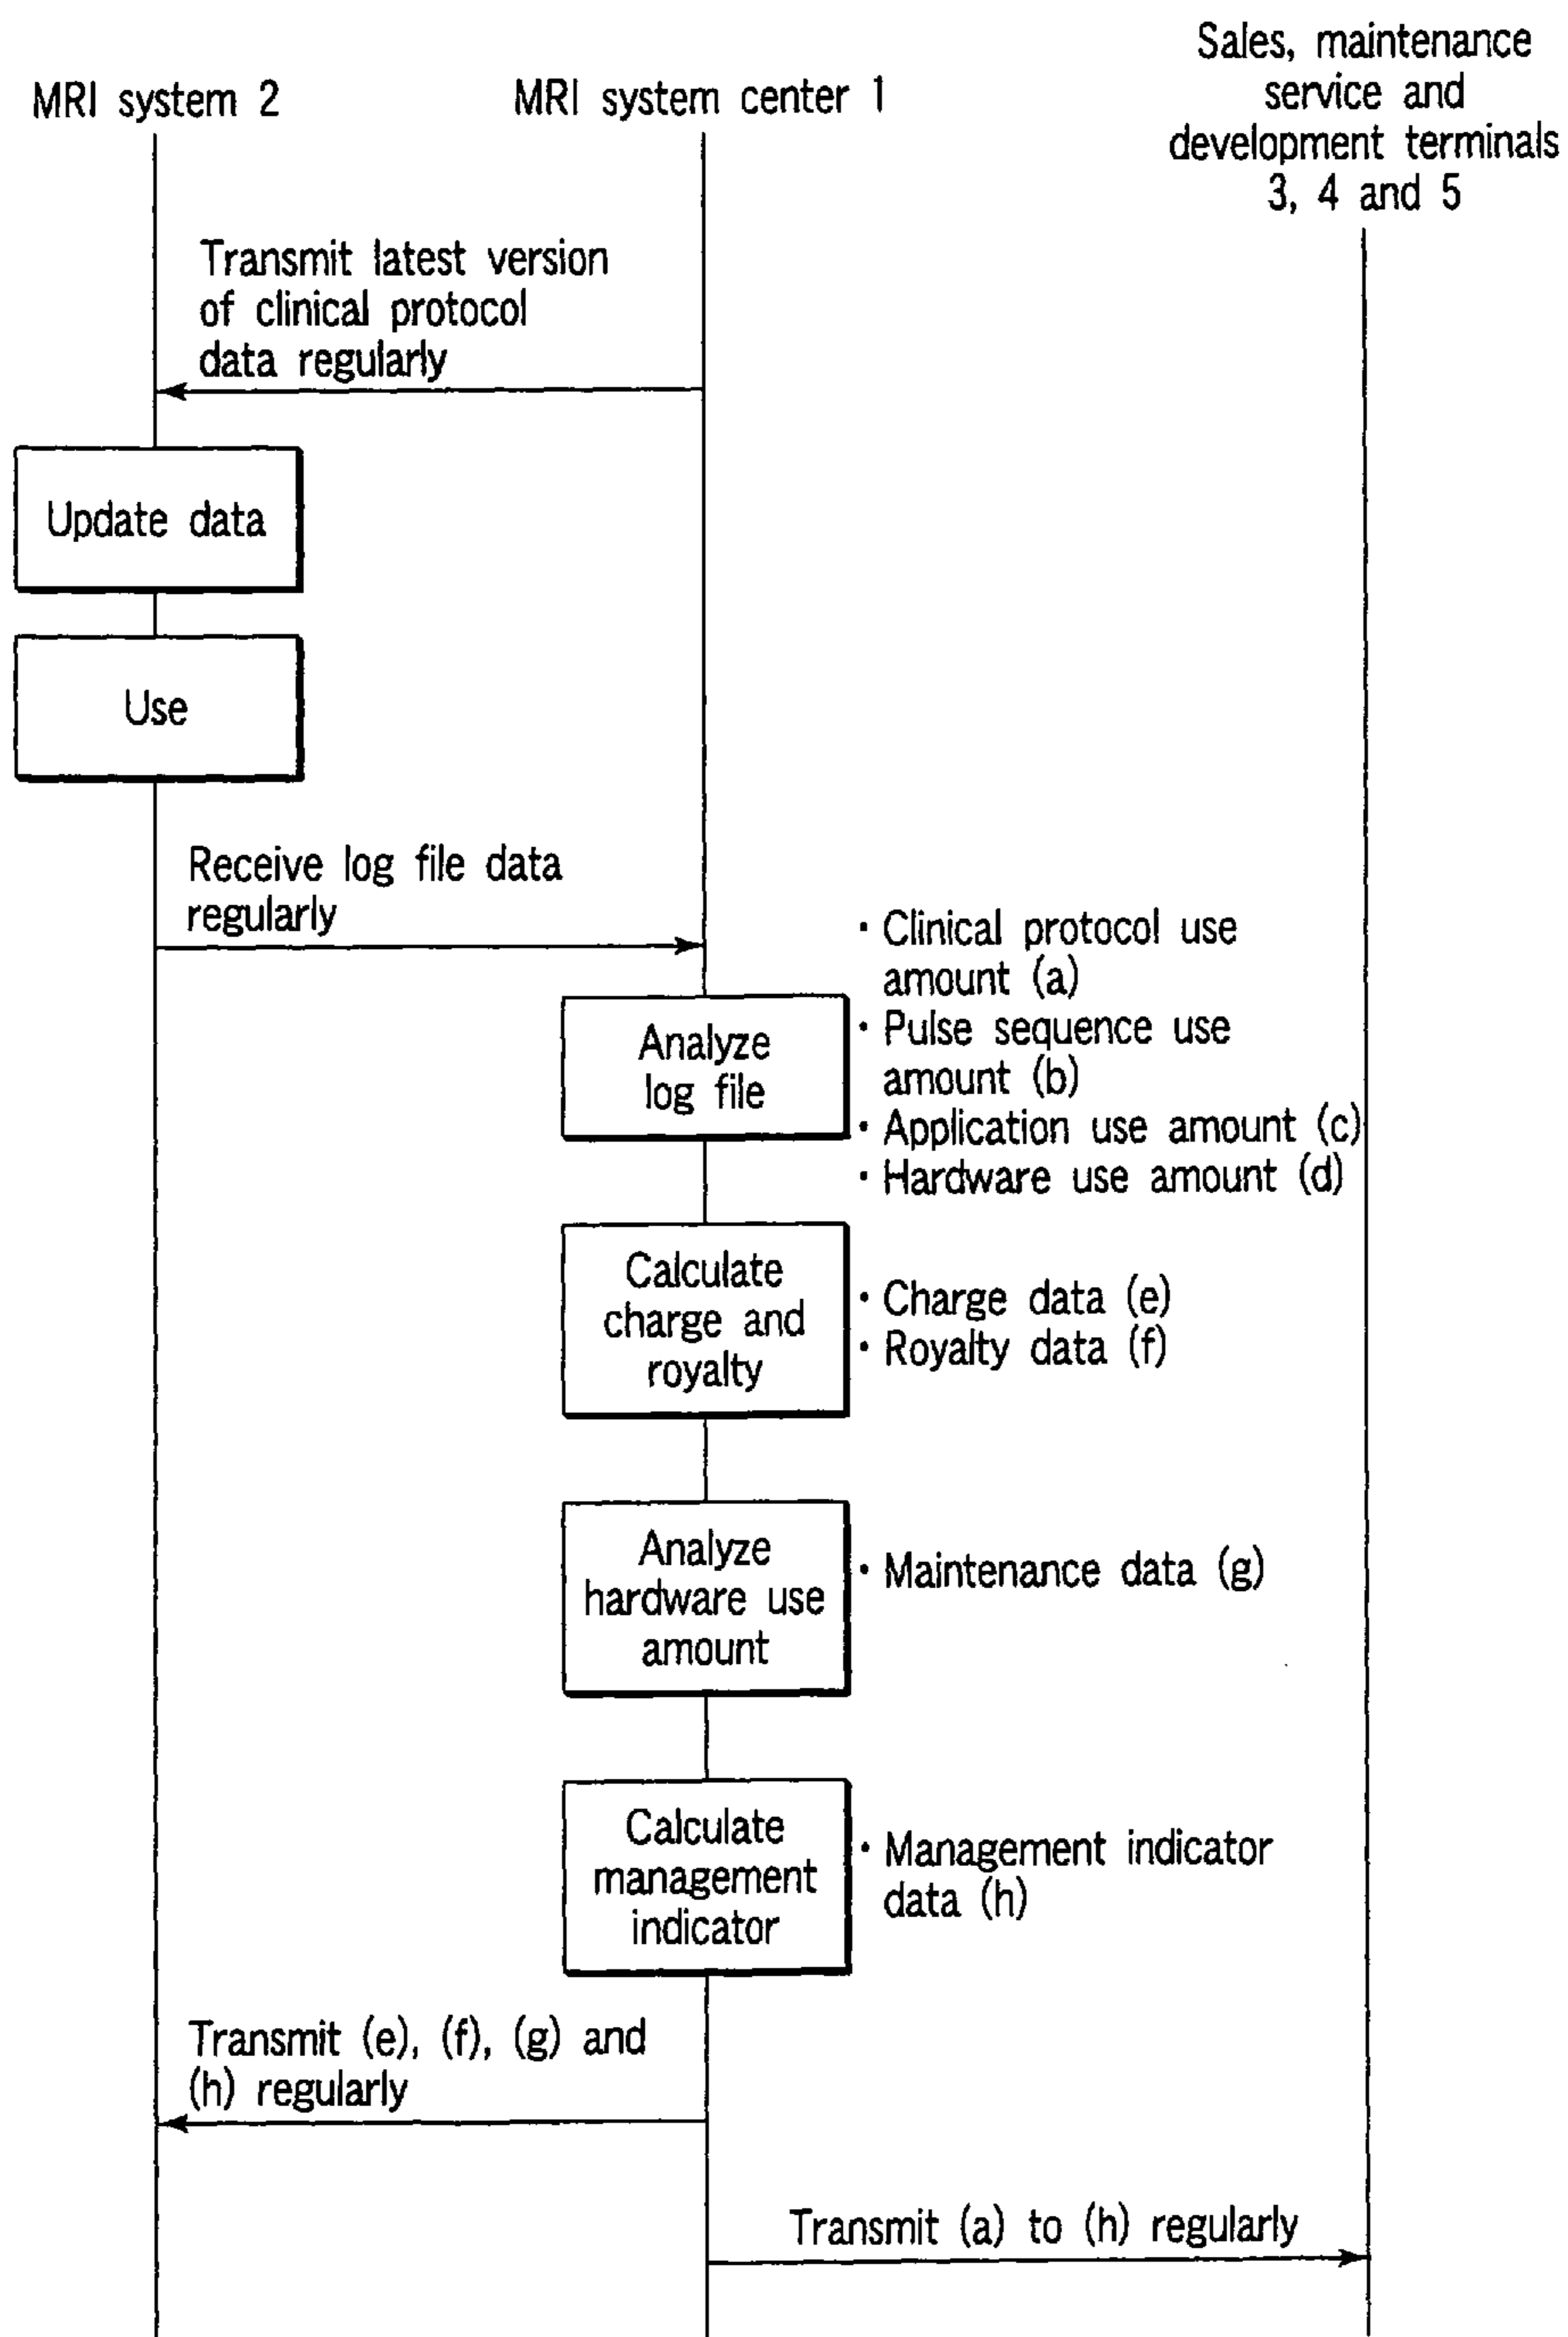 MRI system 2
MRI system center 1
Sales, maintenance
service and
development terminals
3, 4 and 5
Transmit latest version
of clinical protocol
data regularly
Update data
Use
Receive log file data
regularly
Analyze
log file
· Clinical protocol use
amount (a)
· Pulse sequence use
amount (b)
· Application use amount (c)
· Hardware use amount (d)
Calculate
charge and
royalty
· Charge data (e)
· Royalty data (f)
Analyze
hardware use
amount
· Maintenance data (g)
Calculate
management
indicator
· Management indicator
data (h)
Transmit (e), (f), (g) and
(h) regularly
Transmit (a) to (h) regularly